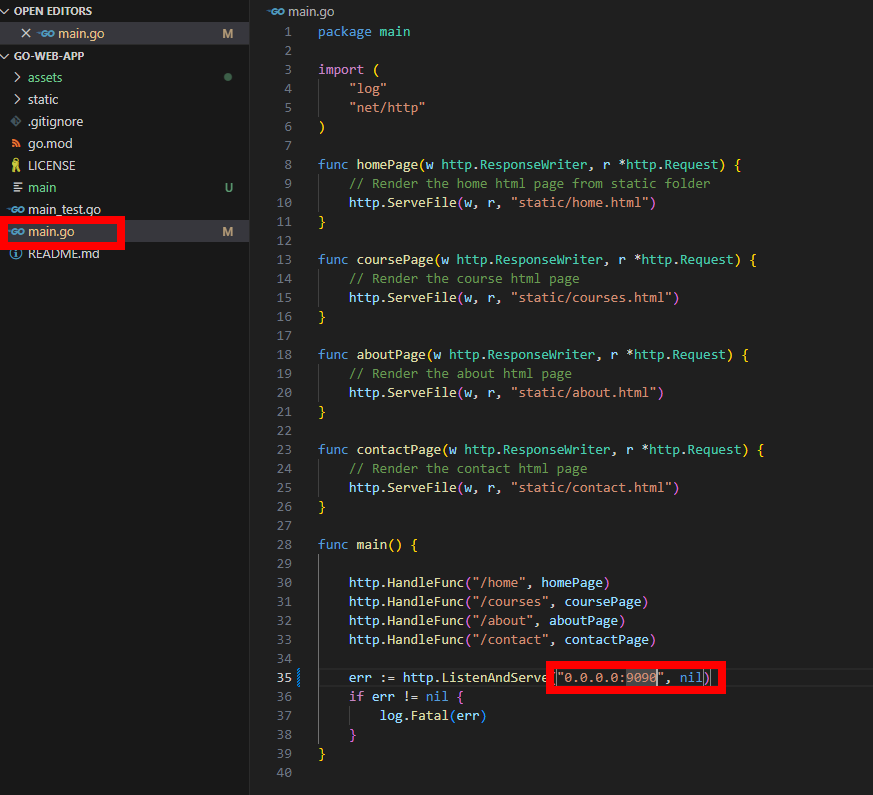 OPEN EDITORS
GO main.go M
GO-WEB-APP
assets
static
.gitignore
go.mod
LICENSE
main U
GO main_test.go
GO main.go M
README.md
GO main.go
1 package main
2
3 import (
4 "log"
5 "net/http"
6 )
7
8 func homePage(w http.ResponseWriter, r *http.Request) {
9 // Render the home html page from static folder
10 http.ServeFile(w, r, "static/home.html")
11 }
12
13 func coursePage(w http.ResponseWriter, r *http.Request) {
14 // Render the course html page
15 http.ServeFile(w, r, "static/courses.html")
16 }
17
18 func aboutPage(w http.ResponseWriter, r *http.Request) {
19 // Render the about html page
20 http.ServeFile(w, r, "static/about.html")
21 }
22
23 func contactPage(w http.ResponseWriter, r *http.Request) {
24 // Render the contact html page
25 http.ServeFile(w, r, "static/contact.html")
26 }
27
28 func main() {
29
30 http.HandleFunc("/home", homePage)
31 http.HandleFunc("/courses", coursePage)
32 http.HandleFunc("/about", aboutPage)
33 http.HandleFunc("/contact", contactPage)
34
35 err := http.ListenAndServe("0.0.0.0:9090", nil)
36 if err != nil {
37 log.Fatal(err)
38 }
39 }
40